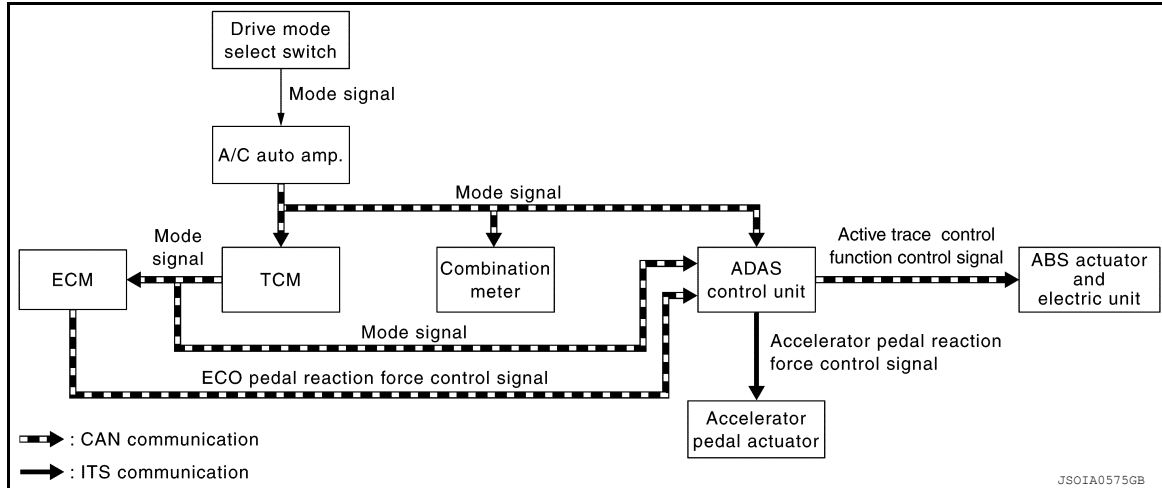 Drive mode
select switch
Mode signal
A/C auto amp.
Mode signal
Mode
signal
ECM
TCM
Combination
meter
ADAS
control unit
Active trace control
function control signal
ABS actuator
and
electric unit
Mode signal
Accelerator pedal reaction
force control signal
ECO pedal reaction force control signal
Accelerator
pedal actuator
: CAN communication
: ITS communication
JSOIA0575GB